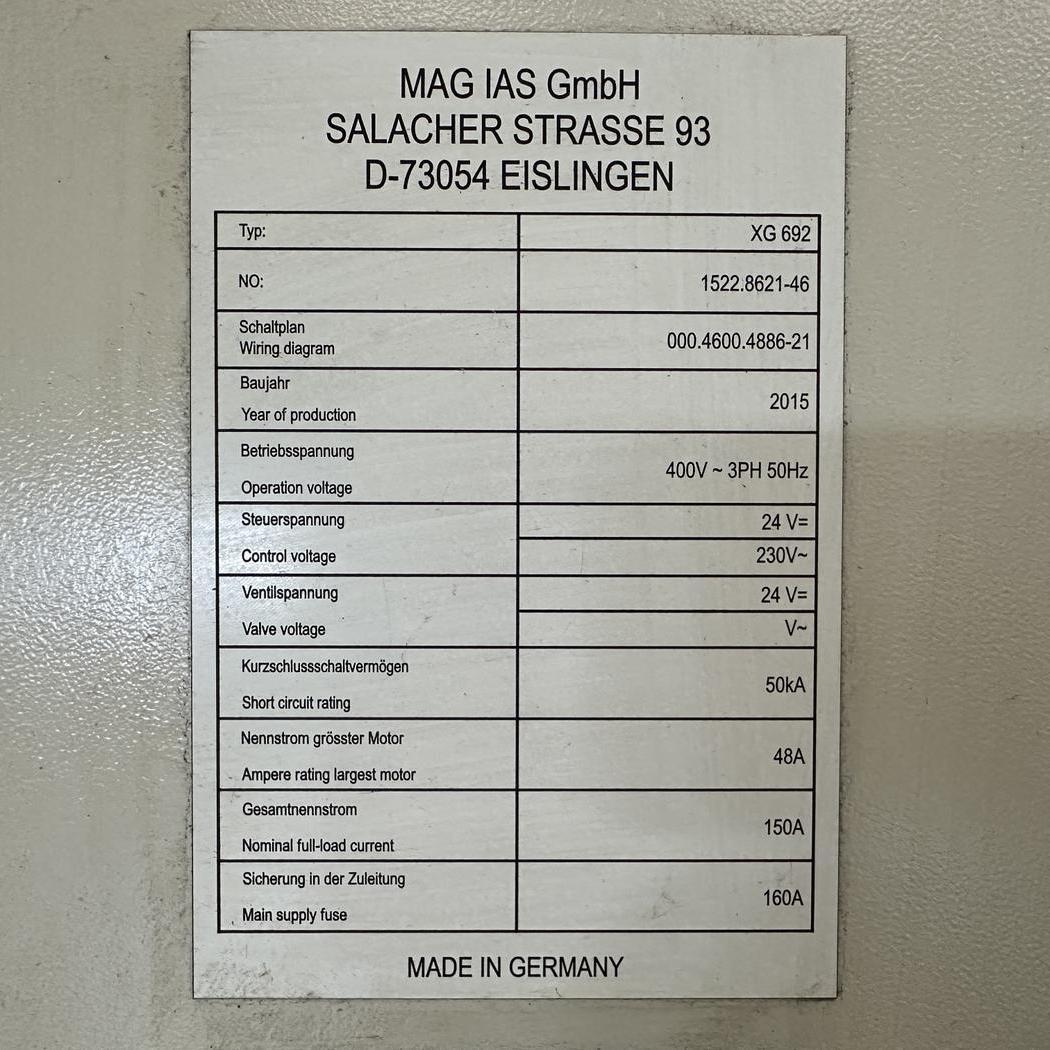 MAG IAS GmbH
SALACHER STRASSE 93
D-73054 EISLINGEN
Typ: XG 692
NO: 1522.8621-46
Schaltplan
Wiring diagram 000.4600.4886-21
Baujahr
Year of production 2015
Betriebsspannung
Operation voltage 400V ~ 3PH 50Hz
Steuerspannung 24 V=
Control voltage 230V~
Ventilspannung 24 V=
Valve voltage V~
Kurzschlussschaltvermögen
Short circuit rating 50kA
Nennstrom grösster Motor
Ampere rating largest motor 48A
Gesamtnennstrom
Nominal full-load current 150A
Sicherung in der Zuleitung
Main supply fuse 160A
MADE IN GERMANY